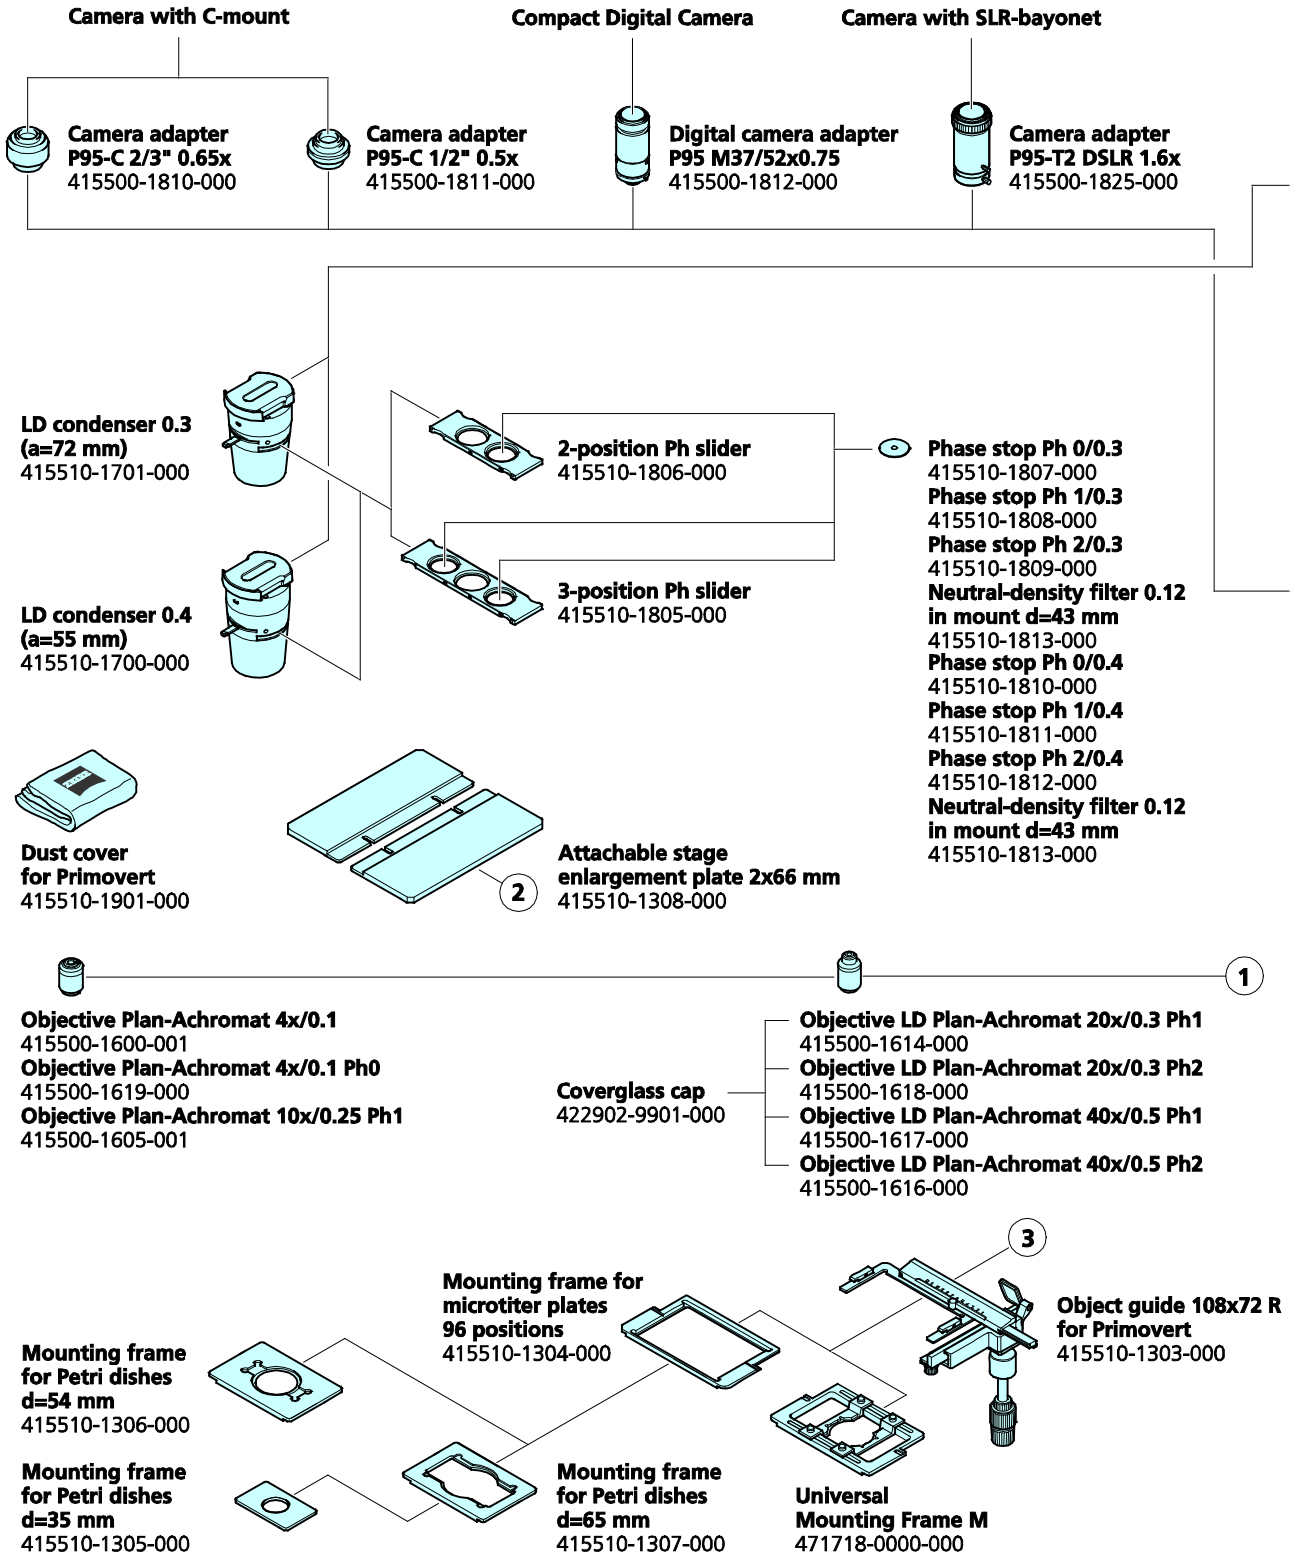 Camera with C-mount
Compact Digital Camera
Camera with SLR-bayonet
Camera adapter
P95-C 2/3" 0.65x
415500-1810-000
Camera adapter
P95-C 1/2" 0.5x
415500-1811-000
Digital camera adapter
P95 M37/52x0.75
415500-1812-000
Camera adapter
P95-T2 DSLR 1.6x
415500-1825-000
LD condenser 0.3
(a=72 mm)
415510-1701-000
2-position Ph slider
415510-1806-000
LD condenser 0.4
(a=55 mm)
415510-1700-000
3-position Ph slider
415510-1805-000
Phase stop Ph 0/0.3
415510-1807-000
Phase stop Ph 1/0.3
415510-1808-000
Phase stop Ph 2/0.3
415510-1809-000
Neutral-density filter 0.12
in mount d=43 mm
415510-1813-000
Phase stop Ph 0/0.4
415510-1810-000
Phase stop Ph 1/0.4
415510-1811-000
Phase stop Ph 2/0.4
415510-1812-000
Neutral-density filter 0.12
in mount d=43 mm
415510-1813-000
Dust cover
for Primovert
415510-1901-000
2
Attachable stage
enlargement plate 2x66 mm
415510-1308-000
1
Objective Plan-Achromat 4x/0.1
415500-1600-001
Objective Plan-Achromat 4x/0.1 Ph0
415500-1619-000
Objective Plan-Achromat 10x/0.25 Ph1
415500-1605-001
Coverglass cap
422902-9901-000
Objective LD Plan-Achromat 20x/0.3 Ph1
415500-1614-000
Objective LD Plan-Achromat 20x/0.3 Ph2
415500-1618-000
Objective LD Plan-Achromat 40x/0.5 Ph1
415500-1617-000
Objective LD Plan-Achromat 40x/0.5 Ph2
415500-1616-000
3
Mounting frame for
microtiter plates
96 positions
415510-1304-000
Object guide 108x72 R
for Primovert
415510-1303-000
Mounting frame
for Petri dishes
d=54 mm
415510-1306-000
Mounting frame
for Petri dishes
d=35 mm
415510-1305-000
Mounting frame
for Petri dishes
d=65 mm
415510-1307-000
Universal
Mounting Frame M
471718-0000-000